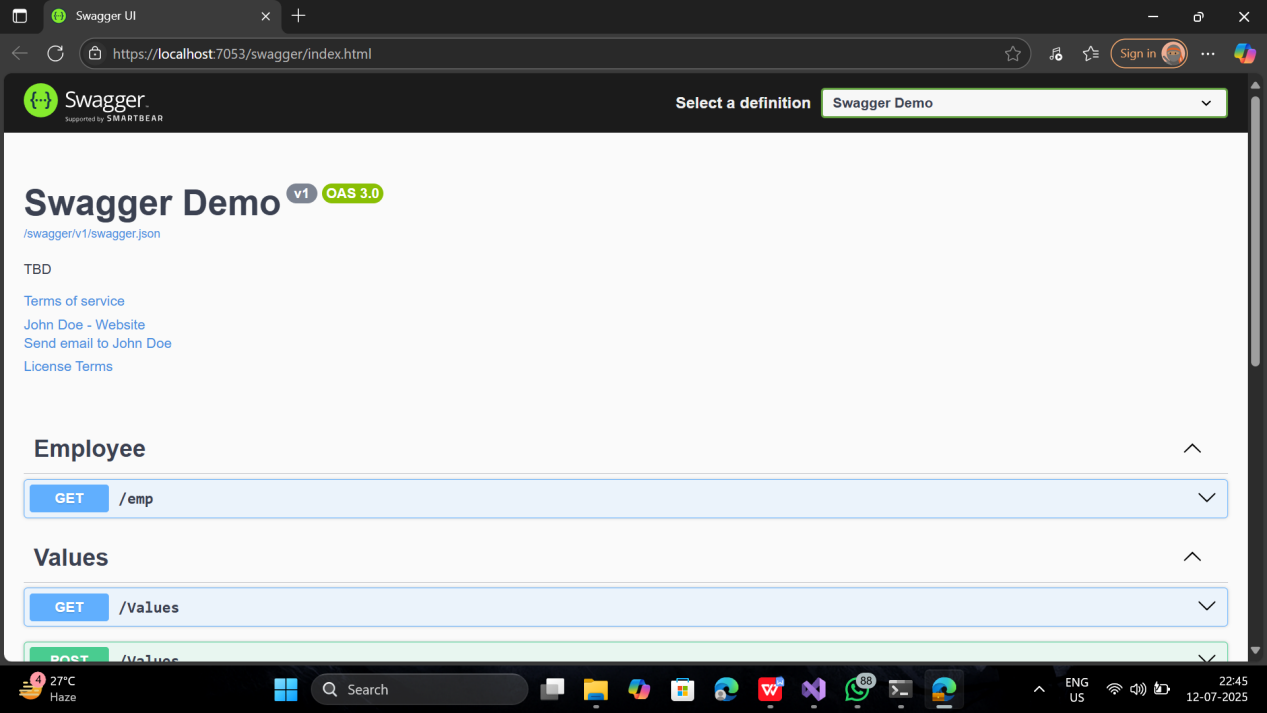 Swagger UI
https://localhost:7053/swagger/index.html
Sign in
Swagger
Supported by SMARTBEAR
Select a definition
Swagger Demo
Swagger Demo v1 OAS 3.0
/swagger/v1/swagger.json
TBD
Terms of service
John Doe - Website
Send email to John Doe
License Terms
Employee
GET /emp
Values
GET /Values
POST /Values
4
27°C
Haze
Search
W
88
ENG
US
22:45
12-07-2025